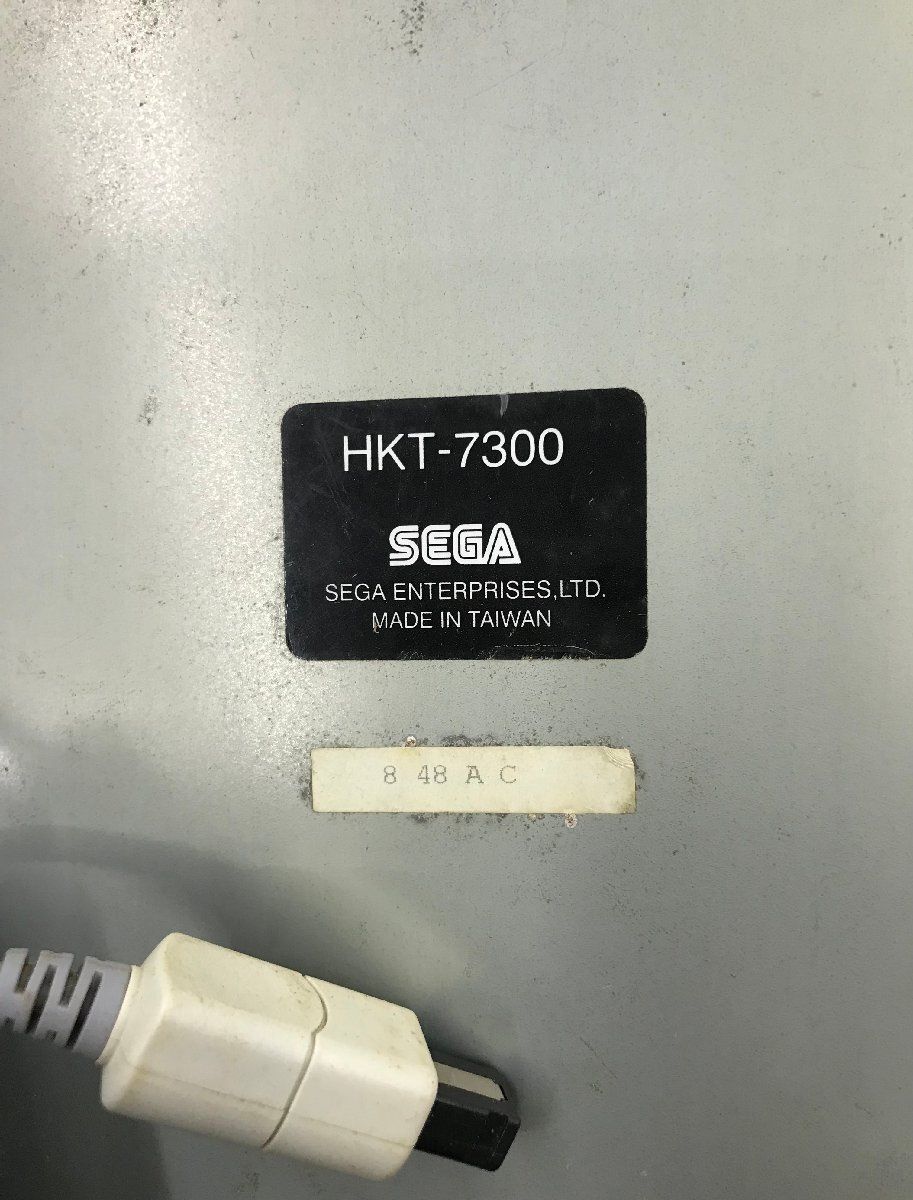 HKT-7300
SEGA
SEGA ENTERPRISES,LTD.
MADE IN TAIWAN
8 48 A C